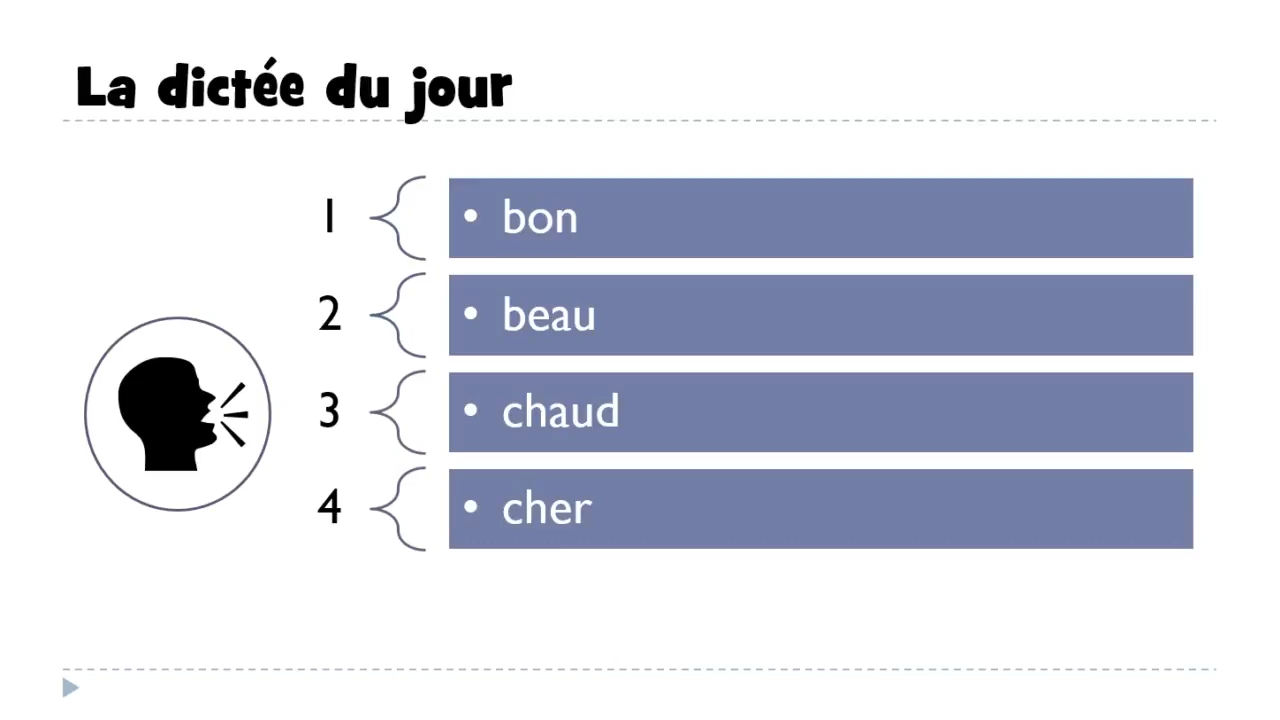 La dictée du jour
1
• bon
2
• beau
3
• chaud
4
• cher